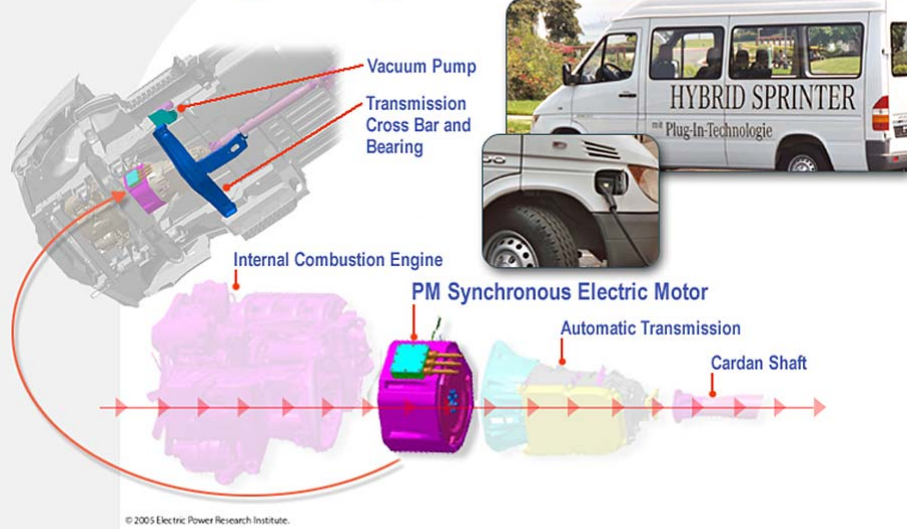 Vacuum Pump
Transmission
Cross Bar and
Bearing
HYBRID SPRINTER
mit Plug-In-Technologie
Internal Combustion Engine
PM Synchronous Electric Motor
Automatic Transmission
Cardan Shaft
© 2005 Electric Power Research Institute.